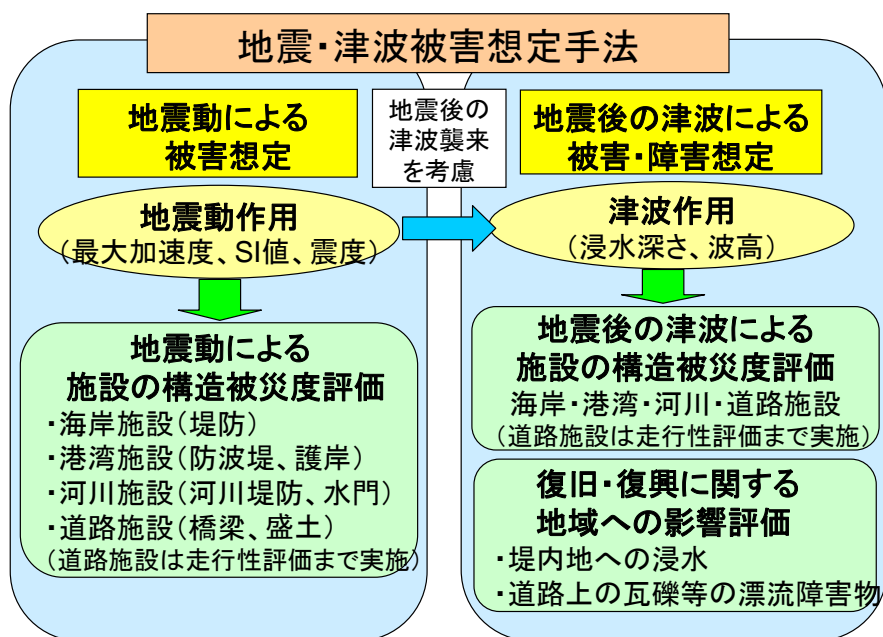 地震・津波被害想定手法
地震動による
被害想定
地震後の
津波襲来
を考慮
地震後の津波による
被害・障害想定
地震動作用
(最大加速度、SI値、震度)
津波作用
(浸水深さ、波高)
地震動による
施設の構造被災度評価
・海岸施設(堤防)
・港湾施設(防波堤、護岸)
・河川施設(河川堤防、水門)
・道路施設(橋梁、盛土)
(道路施設は走行性評価まで実施)
地震後の津波による
施設の構造被災度評価
海岸・港湾・河川・道路施設
(道路施設は走行性評価まで実施)
復旧・復興に関する
地域への影響評価
・堤内地への浸水
・道路上の瓦礫等の漂流障害物